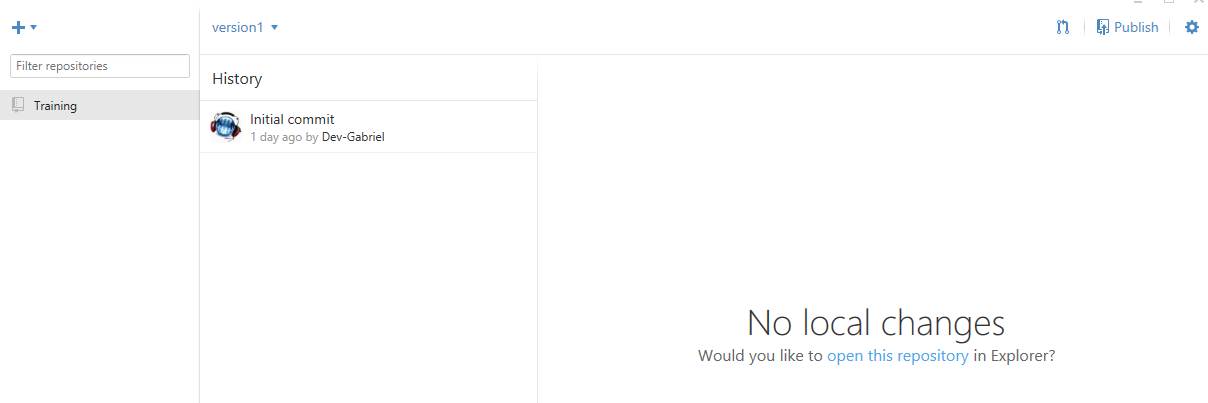 version1
Publish
Filter repositories
Training
History
Initial commit
1 day ago by Dev-Gabriel
No local changes
Would you like to open this repository in Explorer?